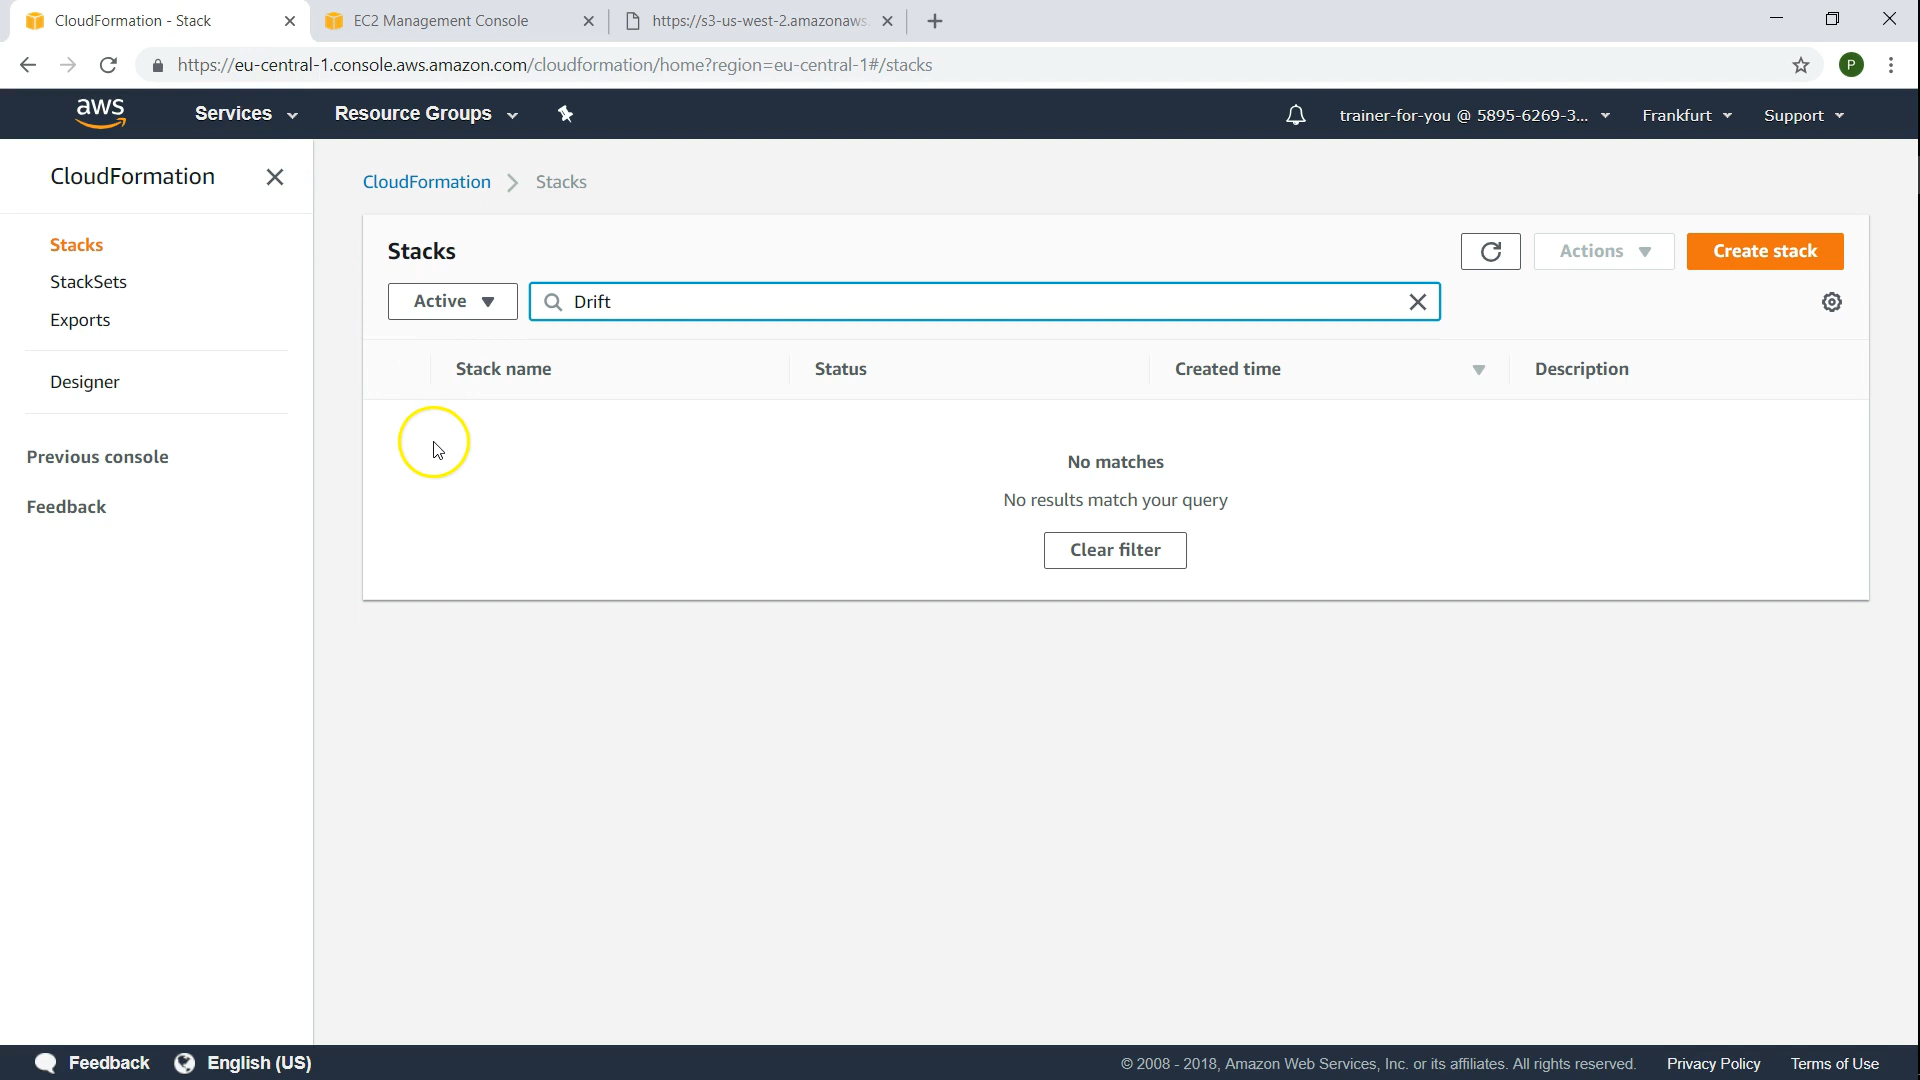 CloudFormation - Stack
EC2 Management Console
https://s3-us-west-2.amazonaws.
https://eu-central-1.console.aws.amazon.com/cloudformation/home?region=eu-central-1#/stacks
P
aws
Services
Resource Groups
trainer-for-you @ 5895-6269-3...
Frankfurt
Support
CloudFormation
Stacks
StackSets
Exports
Designer
Previous console
Feedback
CloudFormation
Stacks
Stacks
Actions
Create stack
Active
Drift
Stack name
Status
Created time
Description
No matches
No results match your query
Clear filter
Feedback
English (US)
© 2008 - 2018, Amazon Web Services, Inc. or its affiliates. All rights reserved.
Privacy Policy
Terms of Use